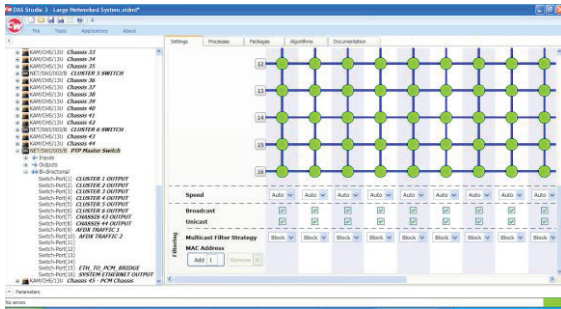 DAS Studio 3 - Large Networked System.xidml*
File Tools Applications About
Settings Processes Packages Algorithms Documentation
KAM/CHS/13U Chassis 33
KAM/CHS/13U Chassis 34
KAM/CHS/13U Chassis 35
NET/SWI/003/B CLUSTER 5 SWITCH
KAM/CHS/13U Chassis 36
KAM/CHS/13U Chassis 37
KAM/CHS/13U Chassis 38
KAM/CHS/13U Chassis 39
KAM/CHS/13U Chassis 40
KAM/CHS/13U Chassis 41
KAM/CHS/13U Chassis 42
NET/SWI/003/B CLUSTER 6 SWITCH
KAM/CHS/13U Chassis 43
KAM/CHS/13U Chassis 44
NET/SWI/003/B PTP Master Switch
Inputs
Outputs
Bi-directional
Switch-Port[1] CLUSTER 1 OUTPUT
Switch-Port[2] CLUSTER 2 OUTPUT
Switch-Port[3] CLUSTER 3 OUTPUT
Switch-Port[4] CLUSTER 4 OUTPUT
Switch-Port[5] CLUSTER 5 OUTPUT
Switch-Port[6] CLUSTER 6 OUTPUT
Switch-Port[7] CHASSIS 43 OUTPUT
Switch-Port[8] CHASSIS 44 OUTPUT
Switch-Port[9] AFDX TRAFFIC 1
Switch-Port[10] AFDX TRAFFIC 2
Switch-Port[11]
Switch-Port[12]
Switch-Port[13]
Switch-Port[14]
Switch-Port[15] ETH_TO_PCM_BRIDGE
Switch-Port[16] SYSTEM ETHERNET OUTPUT
KAM/CHS/13U Chassis 45 - PCM Chassis
12
13
14
15
16
Speed Auto Auto Auto Auto Auto Auto Auto Auto
Broadcast
Unicast
Filtering
Multicast Filter Strategy Block Block Block Block Block Block Block Block
MAC Address
Add 1 Remove
Parameters
No errors